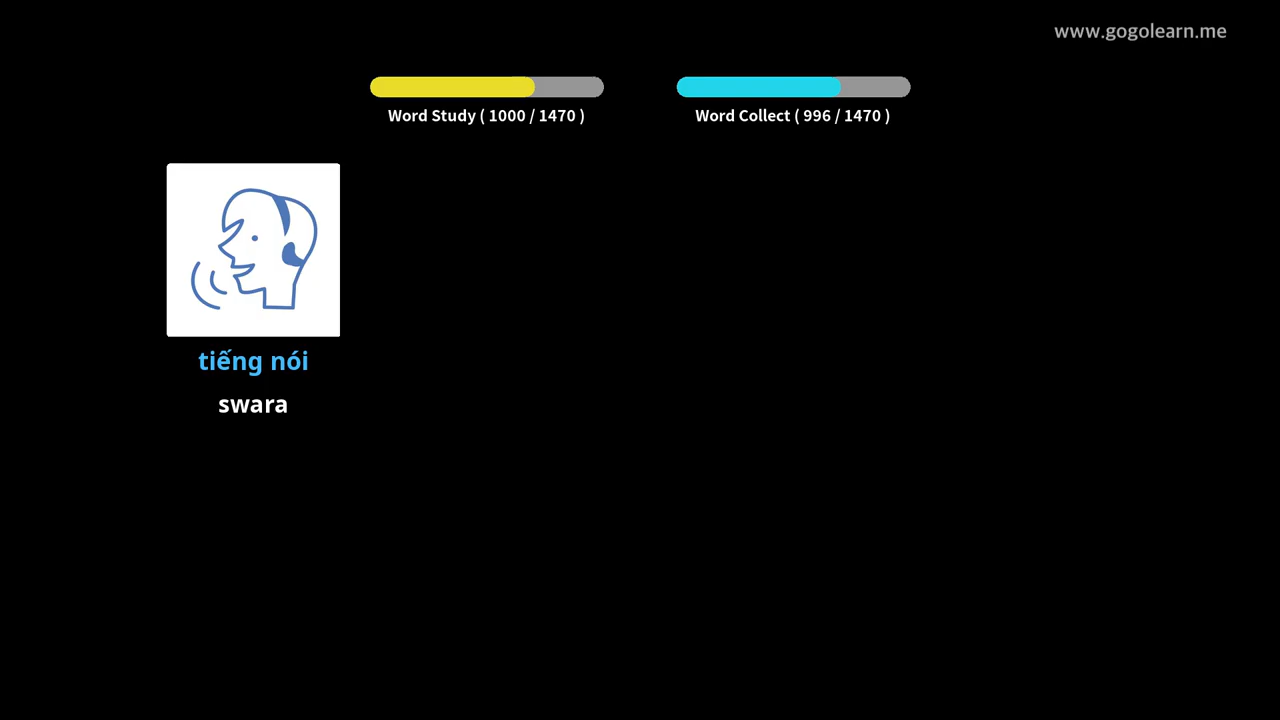 www.gogolearn.me
Word Study ( 1000 / 1470 )
Word Collect ( 996 / 1470 )
tiếng nói
swara